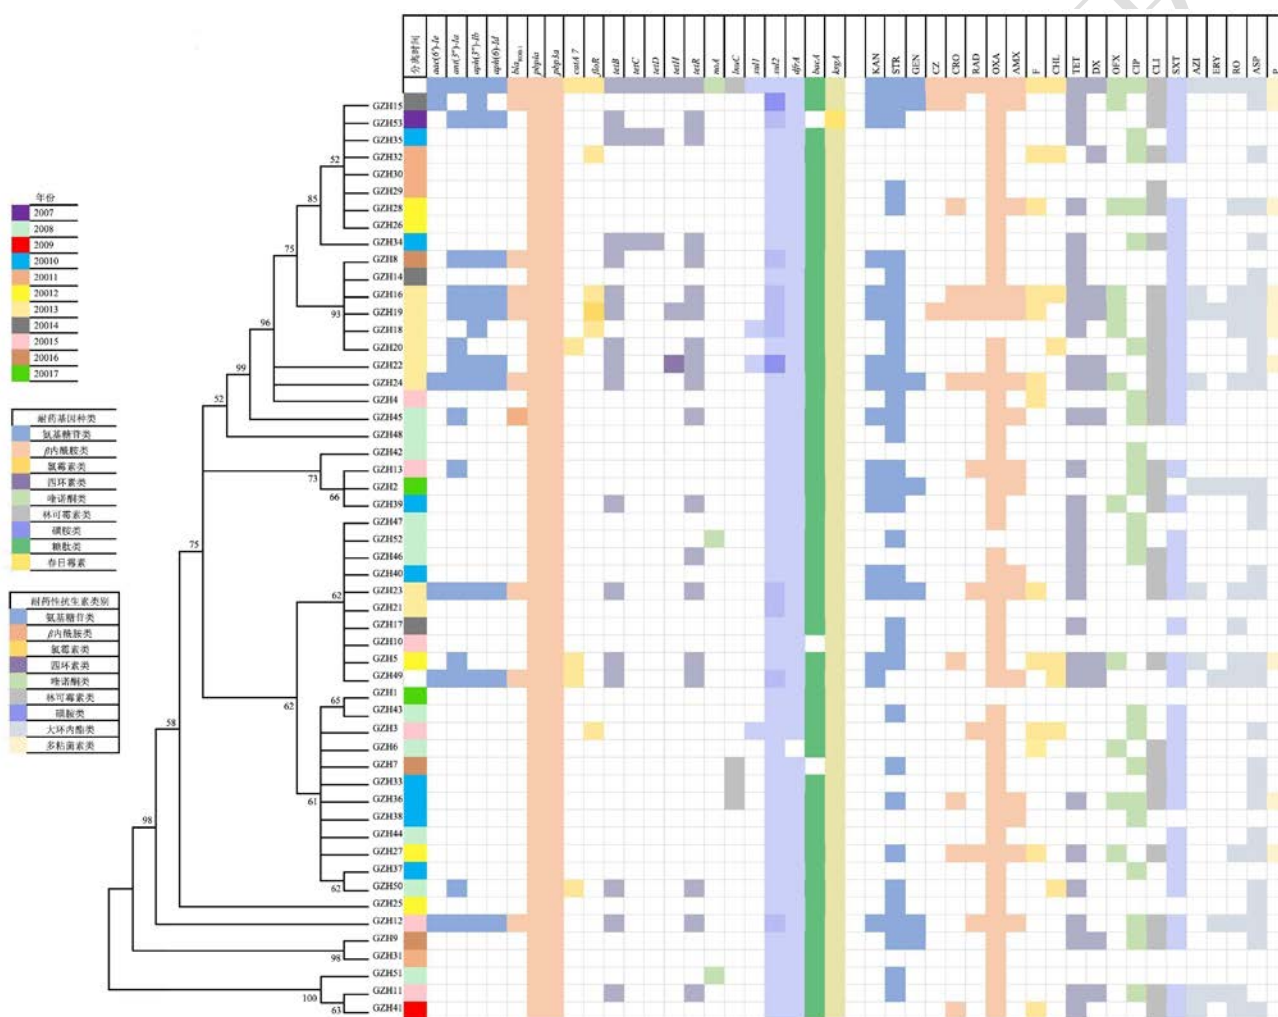 分离时间
aac(6')-Ie
ant(3'')-Ia
aph(3'')-Ib
aph(6)-Id
pbp1a
pbp3a
catA 7
floR
tetB
tetC
tetD
tetH
tetR
lnuC
sul1
sul2
dfrA
bacA
ksgA
KAN
STR
GEN
CZ
CRO
RAD
OXA
AMX
F
CHL
TET
DX
OFX
CIP
CLI
SXT
AZI
ERY
RO
ASP
P
GZH15
GZH53
GZH35
GZH32
GZH30
GZH29
GZH28
GZH26
GZH34
GZH8
GZH14
GZH16
GZH19
GZH18
GZH20
GZH22
GZH24
GZH4
GZH45
GZH48
GZH42
GZH13
GZH2
GZH39
GZH47
GZH52
GZH46
GZH40
GZH23
GZH21
GZH17
GZH10
GZH5
GZH49
GZH1
GZH43
GZH3
GZH6
GZH7
GZH33
GZH36
GZH38
GZH44
GZH27
GZH37
GZH50
GZH25
GZH12
GZH9
GZH31
GZH51
GZH11
GZH41
52
85
75
93
96
99
52
73
66
75
62
62
65
61
58
62
98
98
100
63
年份
2007
2008
2009
20010
20011
20012
20013
20014
20015
20016
20017
耐药基因种类
氨基糖苷类
β内酰胺类
氯霉素类
四环素类
喹诺酮类
林可霉素类
磺胺类
糖肽类
春日霉素
耐药性抗生素类别
氨基糖苷类
β内酰胺类
氯霉素类
四环素类
喹诺酮类
林可霉素类
磺胺类
大环内酯类
多粘菌素类